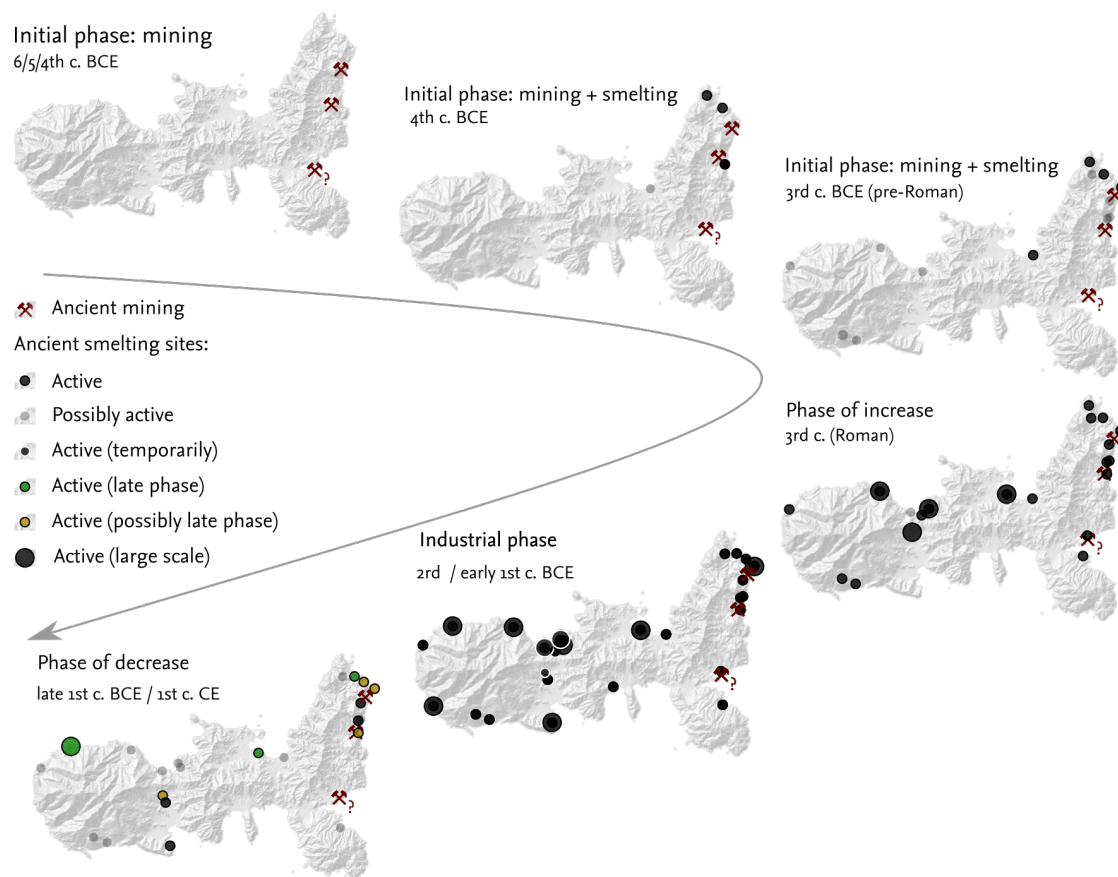 Initial phase: mining
6/5/4th c. BCE
?
Initial phase: mining + smelting
4th c. BCE
?
Initial phase: mining + smelting
3rd c. BCE (pre-Roman)
?
Ancient mining
Ancient smelting sites:
Active
Possibly active
Active (temporarily)
Active (late phase)
Active (possibly late phase)
Active (large scale)
Phase of increase
3rd c. (Roman)
?
Industrial phase
2rd / early 1st c. BCE
?
Phase of decrease
late 1st c. BCE / 1st c. CE
?